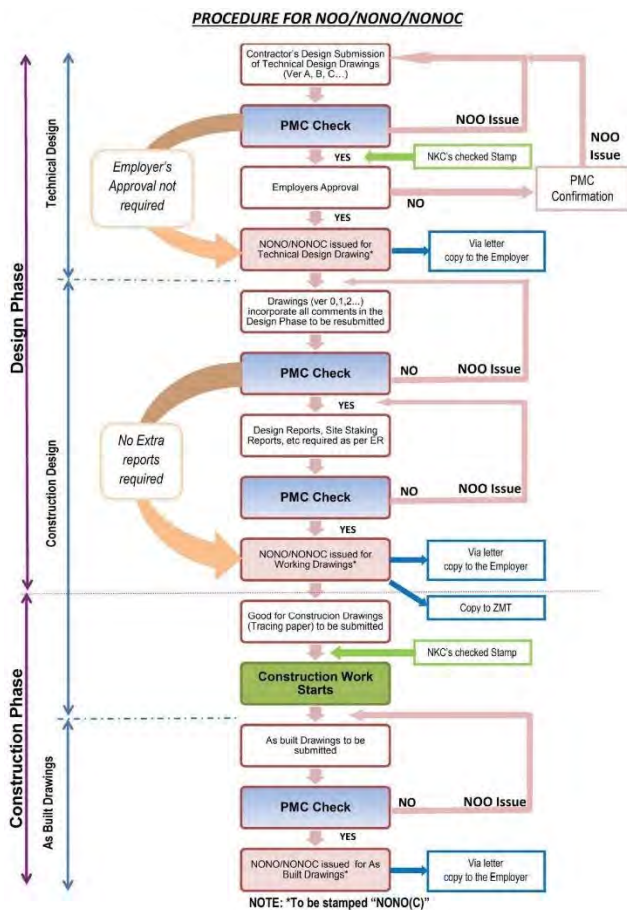 PROCEDURE FOR NOO/NONO/NONOC
Contractor's Design Submission
of Technical Design Drawings
(Ver A, B, C…)
PMC Check
NOO Issue
NOO
Issue
YES
NKC's checked Stamp
Employer's
Approval not
required
Employers Approval
NO
PMC
Confirmation
YES
NONO/NONOC issued for
Technical Design Drawing*
Via letter
copy to the Employer
Technical Design
Drawings (ver 0,1,2...)
incorporate all comments in the
Design Phase to be resubmitted
Design Phase
PMC Check
NO
NOO Issue
YES
No Extra
reports
required
Design Reports, Site Staking
Reports, etc required as per ER
Construction Design
PMC Check
NO
NOO Issue
YES
NONO/NONOC issued for
Working Drawings*
Via letter
copy to the Employer
Copy to ZMT
Good for Construcion Drawings
(Tracing paper) to be submitted
NKC's checked Stamp
Construction Work
Starts
Construction Phase
As built Drawings to be
submitted
As Built Drawings
PMC Check
NO
NOO Issue
YES
NONO/NONOC issued for As
Built Drawings*
Via letter
copy to the Employer
NOTE: *To be stamped "NONO(C)"